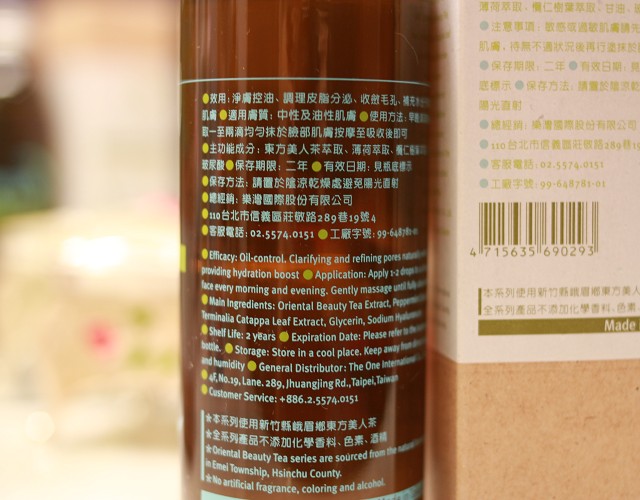 ●效用：淨膚控油、調理皮脂分泌、收斂毛孔、補充
肌膚●適用膚質：中性及油性肌膚●使用方法：早晚
取一至兩滴均勻抹於臉部肌膚按摩至吸收後即可
●主功能成分：東方美人茶萃取、薄荷萃取、欖仁樹葉
玻尿酸●保存期限：二年●有效日期：見瓶底標示
●保存方法：請置於陰涼乾燥處避免陽光直射
●總經銷：樂灣國際股份有限公司
●110台北市信義區莊敬路289巷19號4
●客服電話：02.5574.0151●工廠字號：99-648781-01
●Efficacy: Oil-control. Clarifying and refining pores
providing hydration boost ●Application: Apply 1-2 drops
face every morning and evening. Gently massage until fully
●Main Ingredients: Oriental Beauty Tea Extract, Peppermint
Terminalia Catappa Leaf Extract, Glycerin, Sodium
●Shelf Life: 2 years ●Expiration Date: Please refer to the
bottle. ●Storage: Store in a cool place. Keep away from
and humidity ●General Distributor: The One
●4F, No.19, Lane. 289, Jhuangjing Rd., Taipei, Taiwan
●Customer Service: +886.2.5574.0151
★本系列使用新竹縣峨眉鄉東方美人茶
★全系列產品不添加化學香料、色素、酒精
★Oriental Beauty Tea series are sourced from the
in Emei Township, Hsinchu County.
★No artificial fragrance, coloring and alcohol.
薄荷萃取、欖仁樹葉萃取、甘油、
●注意事項：敏感或過敏肌膚請先
肌膚，待無不適狀況後再行塗抹於
●保存期限：二年●有效日期：見
底標示●保存方法：請置於陰涼
陽光直射
●總經銷：樂灣國際股份有限公司
●110台北市信義區莊敬路289巷
●客服電話：02.5574.0151
●工廠字號：99-648781-01
4 715635 690293
本系列使用新竹縣峨眉鄉東方美人
全系列產品不添加化學香料、色素
Made